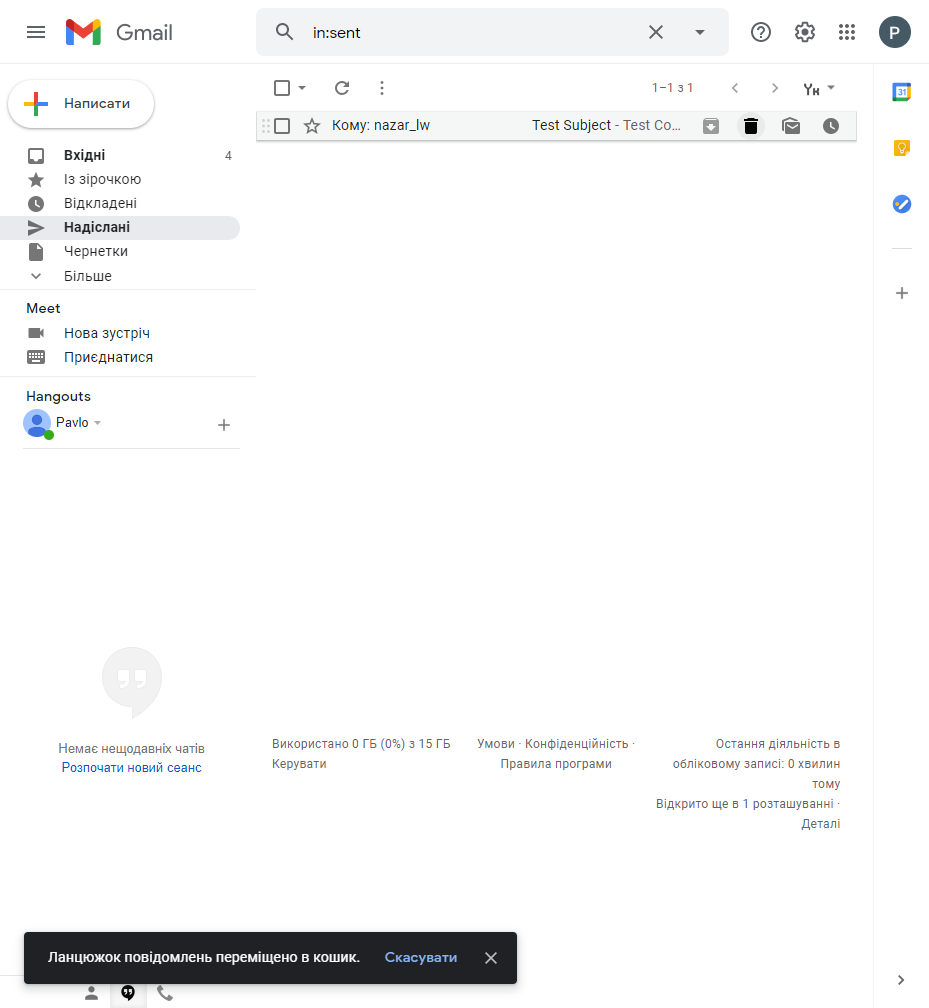 Gmail
in:sent
P
Написати
1–1 з 1
Ук
31
Кому: nazar_lw Test Subject - Test Co…
Вхідні 4
Із зірочкою
Відкладені
Надіслані
Чернетки
Більше
Meet
Нова зустріч
Приєднатися
Hangouts
Pavlo
Немає нещодавніх чатів
Розпочати новий сеанс
Використано 0 ГБ (0%) з 15 ГБ
Керувати
Умови · Конфіденційність ·
Правила програми
Остання діяльність в
обліковому записі: 0 хвилин
тому
Відкрито ще в 1 розташуванні ·
Деталі
Ланцюжок повідомлень переміщено в кошик. Скасувати